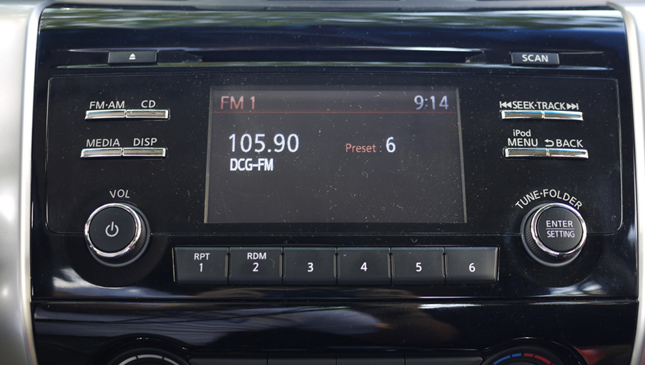 SCAN
FM·AM CD
FM 1 9:14
SEEK·TRACK
MEDIA DISP
105.90
Preset : 6
DCG-FM
iPod
MENU BACK
VOL
TUNE·FOLDER
ENTER
SETTING
RPT
1
RDM
2
3
4
5
6